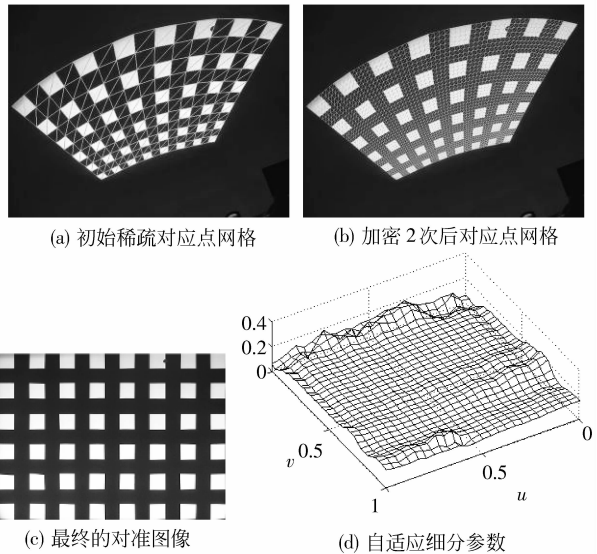 (a) 初始稀疏对应点网格
(b) 加密 2 次后对应点网格
0.4
0.2
0
v
0.5
1
0.5
u
0
(c) 最终的对准图像
(d) 自适应细分参数